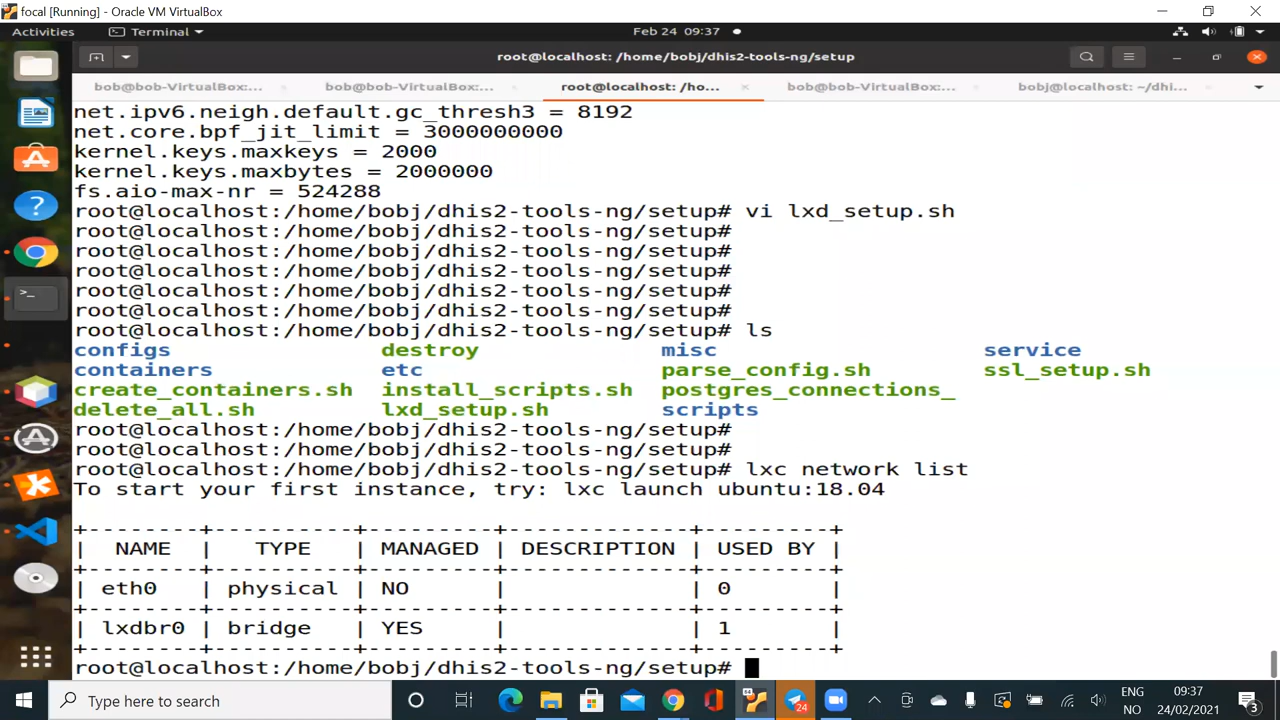 focal [Running] - Oracle VM VirtualBox
Activities Terminal Feb 24 09:37
root@localhost: /home/bobj/dhis2-tools-ng/setup
bob@bob-VirtualBox:... bob@bob-VirtualBox:... root@localhost: /ho... bob@bob-VirtualBox:... bobj@localhost: ~/dhi...
net.ipv6.neigh.default.gc_thresh3 = 8192
net.core.bpf_jit_limit = 3000000000
kernel.keys.maxkeys = 2000
kernel.keys.maxbytes = 2000000
fs.aio-max-nr = 524288
root@localhost:/home/bobj/dhis2-tools-ng/setup# vi lxd_setup.sh
root@localhost:/home/bobj/dhis2-tools-ng/setup#
root@localhost:/home/bobj/dhis2-tools-ng/setup#
root@localhost:/home/bobj/dhis2-tools-ng/setup#
root@localhost:/home/bobj/dhis2-tools-ng/setup#
root@localhost:/home/bobj/dhis2-tools-ng/setup#
root@localhost:/home/bobj/dhis2-tools-ng/setup# ls
configs destroy misc service
containers etc parse_config.sh ssl_setup.sh
create_containers.sh install_scripts.sh postgres_connections_
delete_all.sh lxd_setup.sh scripts
root@localhost:/home/bobj/dhis2-tools-ng/setup#
root@localhost:/home/bobj/dhis2-tools-ng/setup#
root@localhost:/home/bobj/dhis2-tools-ng/setup# lxc network list
To start your first instance, try: lxc launch ubuntu:18.04
+--------+----------+---------+-------------+---------+
| NAME | TYPE | MANAGED | DESCRIPTION | USED BY |
+--------+----------+---------+-------------+---------+
| eth0 | physical | NO | | 0 |
+--------+----------+---------+-------------+---------+
| lxdbr0 | bridge | YES | | 1 |
+--------+----------+---------+-------------+---------+
root@localhost:/home/bobj/dhis2-tools-ng/setup#
Type here to search
24
ENG
NO
09:37
24/02/2021
3